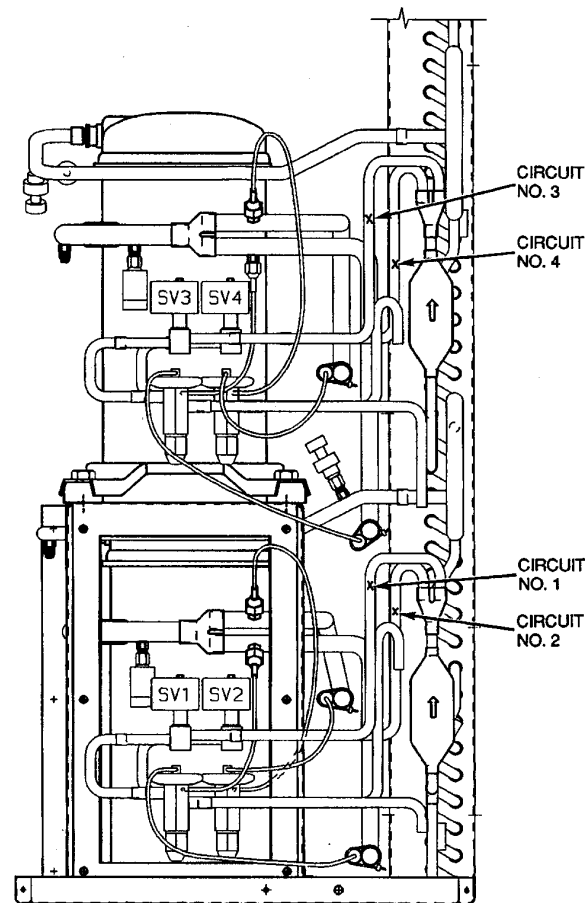 CIRCUIT
NO. 3
CIRCUIT
NO. 4
SV3
SV4
CIRCUIT
NO. 1
CIRCUIT
NO. 2
SV1
SV2